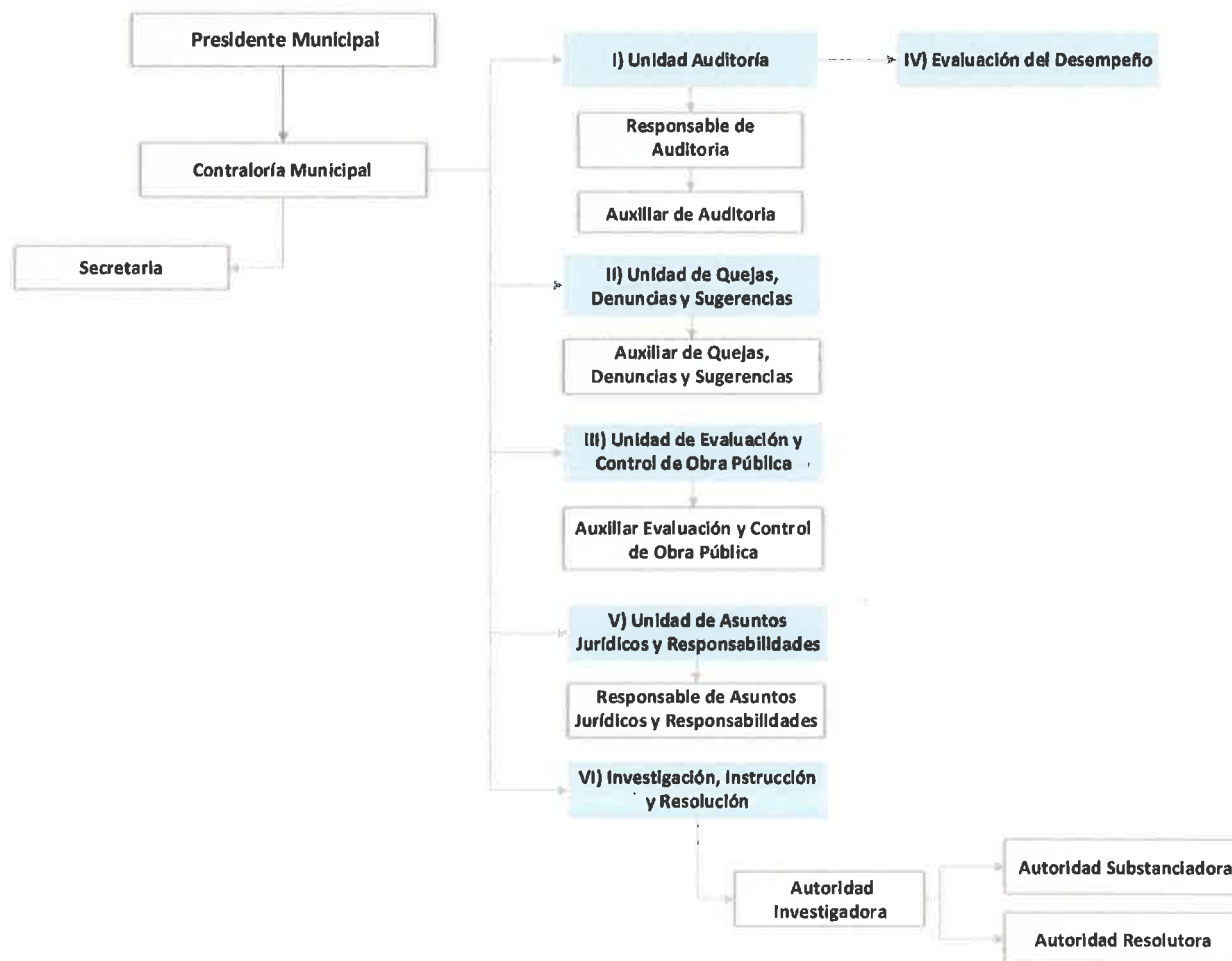 Presidente Municipal
Contraloría Municipal
Secretaria
I) Unidad Auditoría
IV) Evaluación del Desempeño
Responsable de
Auditoria
Auxiliar de Auditoria
II) Unidad de Quejas,
Denuncias y Sugerencias
Auxiliar de Quejas,
Denuncias y Sugerencias
III) Unidad de Evaluación y
Control de Obra Pública
Auxiliar Evaluación y Control
de Obra Pública
V) Unidad de Asuntos
Jurídicos y Responsabilidades
Responsable de Asuntos
Jurídicos y Responsabilidades
VI) Investigación, Instrucción
y Resolución
Autoridad
Investigadora
Autoridad Substanciadora
Autoridad Resolutora